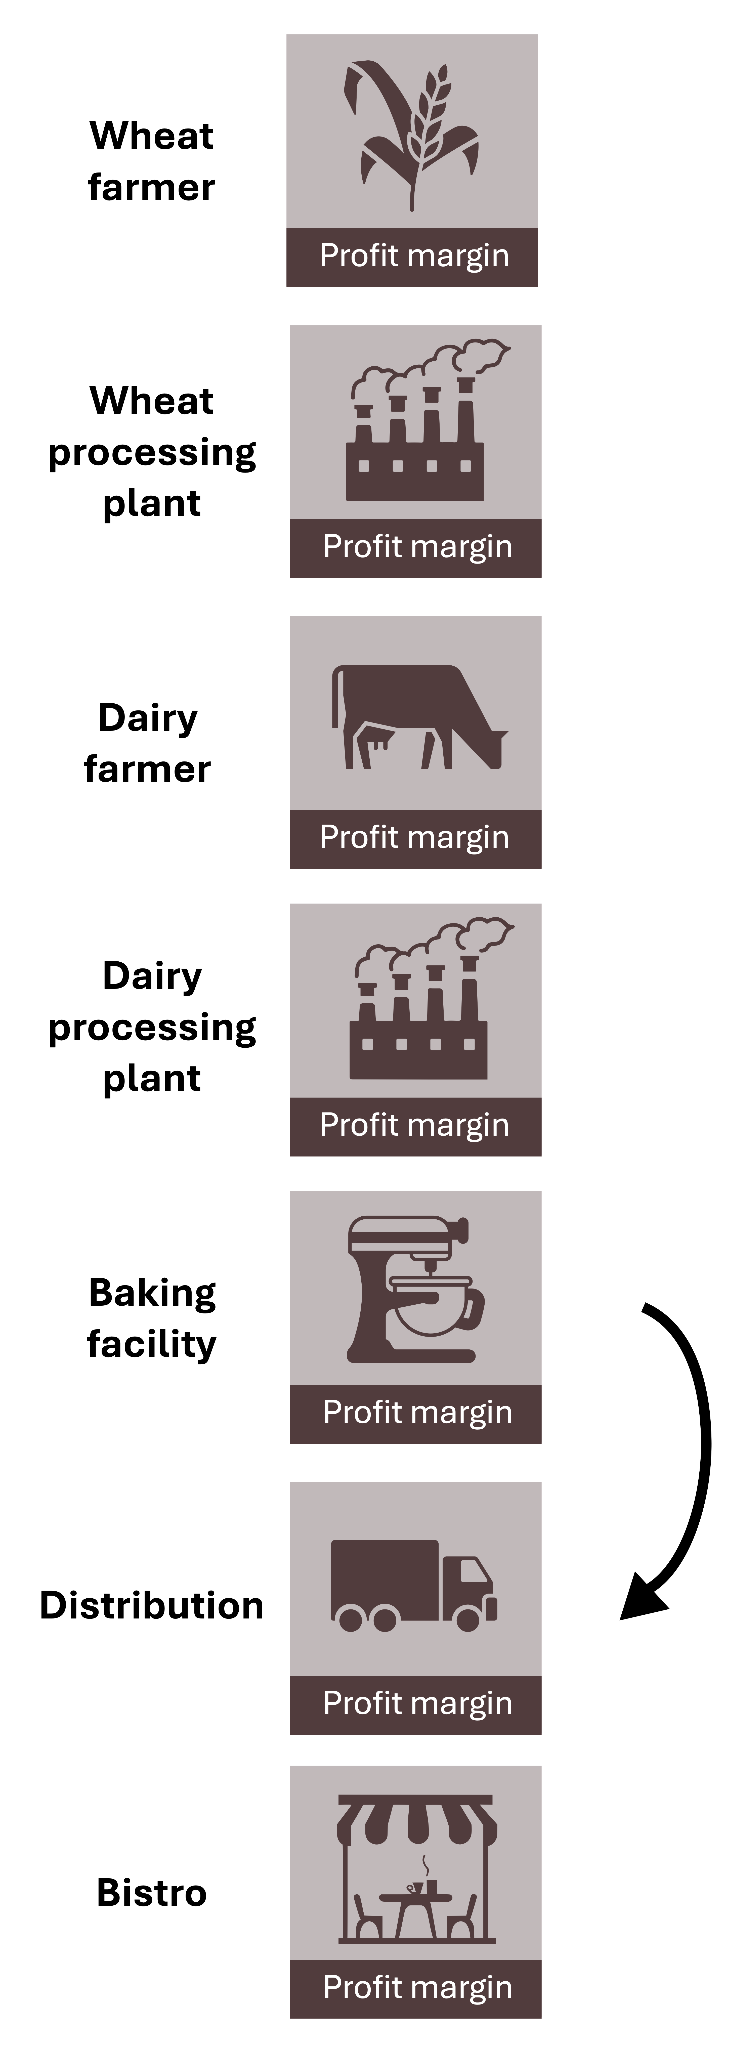 Wheat
farmer
Profit margin
Wheat
processing
plant
Profit margin
Dairy
farmer
Profit margin
Dairy
processing
plant
Profit margin
Baking
facility
Profit margin
Distribution
Profit margin
Bistro
Profit margin